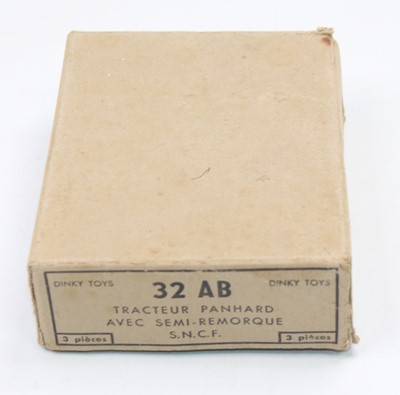 DINKY TOYS 32 AB DINKY TOYS
TRACTEUR PANHARD
AVEC SEMI-REMORQUE
3 pièces S.N.C.F. 3 pièces